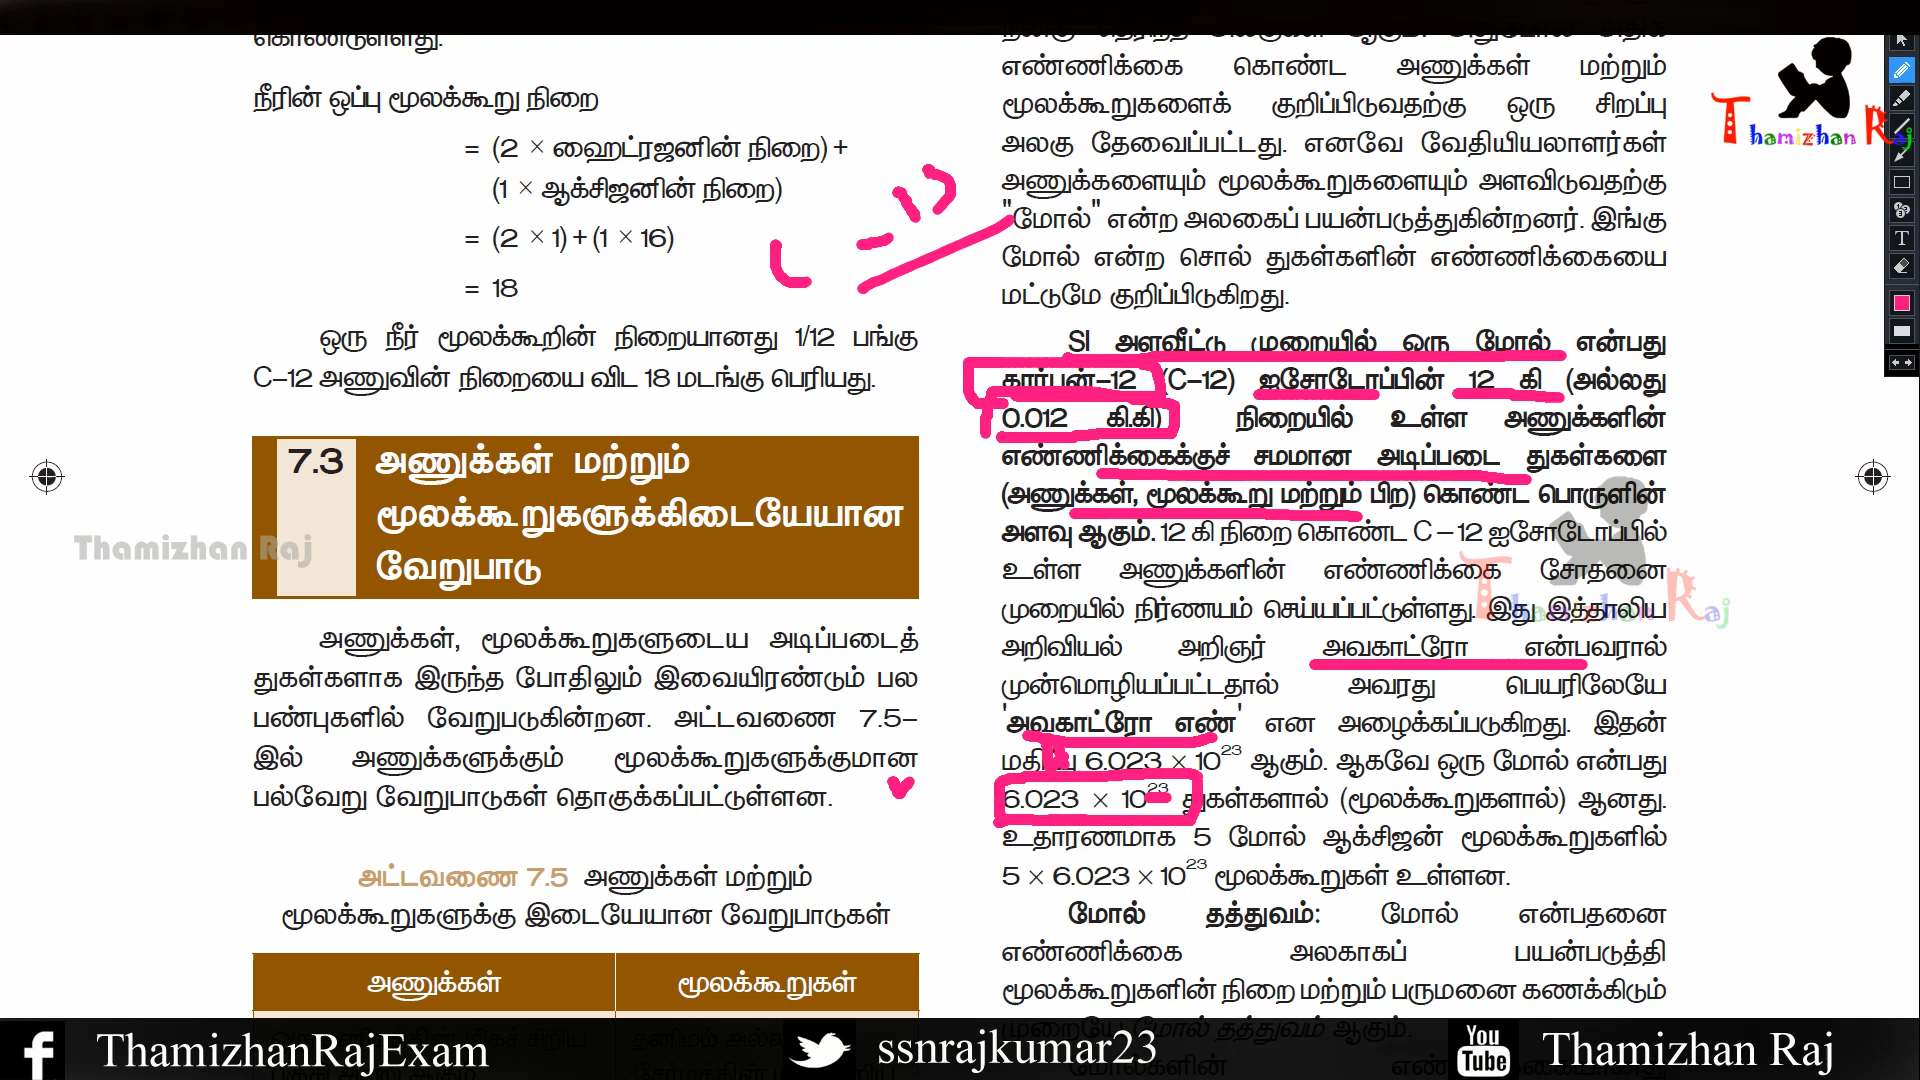 கொண்டுள்ளது.
நீரின் ஒப்பு மூலக்கூறு நிறை
= (2 × ஹைட்ரஜனின் நிறை) +
(1 × ஆக்சிஜனின் நிறை)
= (2 × 1) + (1 × 16)
= 18
ஒரு நீர் மூலக்கூறின் நிறையானது 1/12 பங்கு
C–12 அணுவின் நிறையை விட 18 மடங்கு பெரியது.
7.3 அணுக்கள் மற்றும்
மூலக்கூறுகளுக்கிடையேயான
வேறுபாடு
அணுக்கள், மூலக்கூறுகளுடைய அடிப்படைத்
துகள்களாக இருந்த போதிலும் இவையிரண்டும் பல
பண்புகளில் வேறுபடுகின்றன. அட்டவணை 7.5–
இல் அணுக்களுக்கும் மூலக்கூறுகளுக்குமான
பல்வேறு வேறுபாடுகள் தொகுக்கப்பட்டுள்ளன.
அட்டவணை 7.5 அணுக்கள் மற்றும்
மூலக்கூறுகளுக்கு இடையேயான வேறுபாடுகள்
அணுக்கள் மூலக்கூறுகள்
எண்ணிக்கை கொண்ட அணுக்கள் மற்றும்
மூலக்கூறுகளைக் குறிப்பிடுவதற்கு ஒரு சிறப்பு
அலகு தேவைப்பட்டது. எனவே வேதியியலாளர்கள்
அணுக்களையும் மூலக்கூறுகளையும் அளவிடுவதற்கு
"மோல்" என்ற அலகைப் பயன்படுத்துகின்றனர். இங்கு
மோல் என்ற சொல் துகள்களின் எண்ணிக்கையை
மட்டுமே குறிப்பிடுகிறது.
SI அளவீட்டு முறையில் ஒரு மோல் என்பது
கார்பன்–12 (C–12) ஐசோடோப்பின் 12 கி (அல்லது
0.012 கி.கி) நிறையில் உள்ள அணுக்களின்
எண்ணிக்கைக்குச் சமமான அடிப்படை துகள்களை
(அணுக்கள், மூலக்கூறு மற்றும் பிற) கொண்ட பொருளின்
அளவு ஆகும். 12 கி நிறை கொண்ட C – 12 ஐசோடோப்பில்
உள்ள அணுக்களின் எண்ணிக்கை சோதனை
முறையில் நிர்ணயம் செய்யப்பட்டுள்ளது. இது இத்தாலிய
அறிவியல் அறிஞர் அவகாட்ரோ என்பவரால்
முன்மொழியப்பட்டதால் அவரது பெயரிலேயே
'அவகாட்ரோ எண்' என அழைக்கப்படுகிறது. இதன்
மதிப்பு 6.023 × 10²³ ஆகும். ஆகவே ஒரு மோல் என்பது
6.023 × 10²³ துகள்களால் (மூலக்கூறுகளால்) ஆனது.
உதாரணமாக 5 மோல் ஆக்சிஜன் மூலக்கூறுகளில்
5 × 6.023 × 10²³ மூலக்கூறுகள் உள்ளன.
மோல் தத்துவம்: மோல் என்பதனை
எண்ணிக்கை அலகாகப் பயன்படுத்தி
மூலக்கூறுகளின் நிறை மற்றும் பருமனை கணக்கிடும்
முறையே மோல் தத்துவம் ஆகும்.
Thamizhan Raj
Thamizhan Raj
Thamizhan Raj
ThamizhanRajExam
ssnrajkumar23
You Tube
Thamizhan Raj